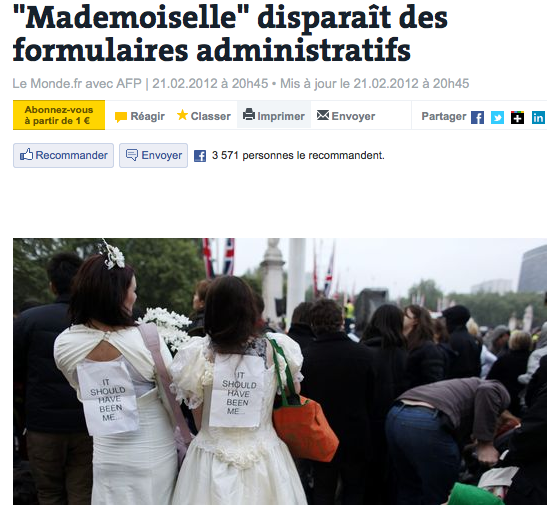 "Mademoiselle" disparaît des
formulaires administratifs
Le Monde.fr avec AFP | 21.02.2012 à 20h45 • Mis à jour le 21.02.2012 à 20h45
Abonnez-vous
à partir de 1 €
Réagir
Classer
Imprimer
Envoyer
Partager
Recommander
Envoyer
3 571 personnes le recommandent.
IT
SHOULD
HAVE
BEEN
ME...
IT
SHOULD
HAVE
BEEN
ME...